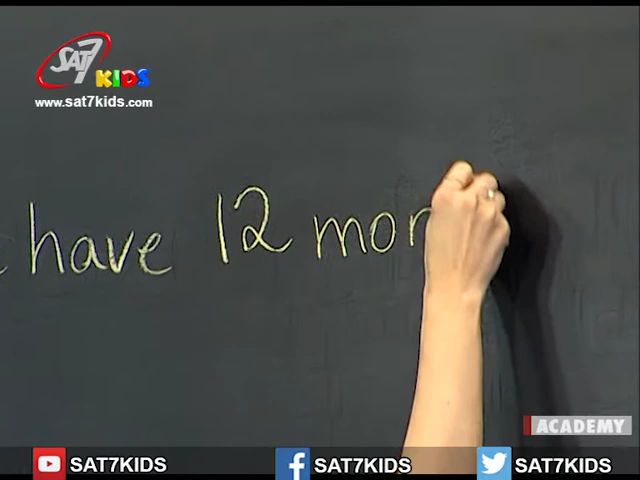 SAT7 KIDS
www.sat7kids.com
have 12 mon
ACADEMY
SAT7KIDS SAT7KIDS SAT7KIDS